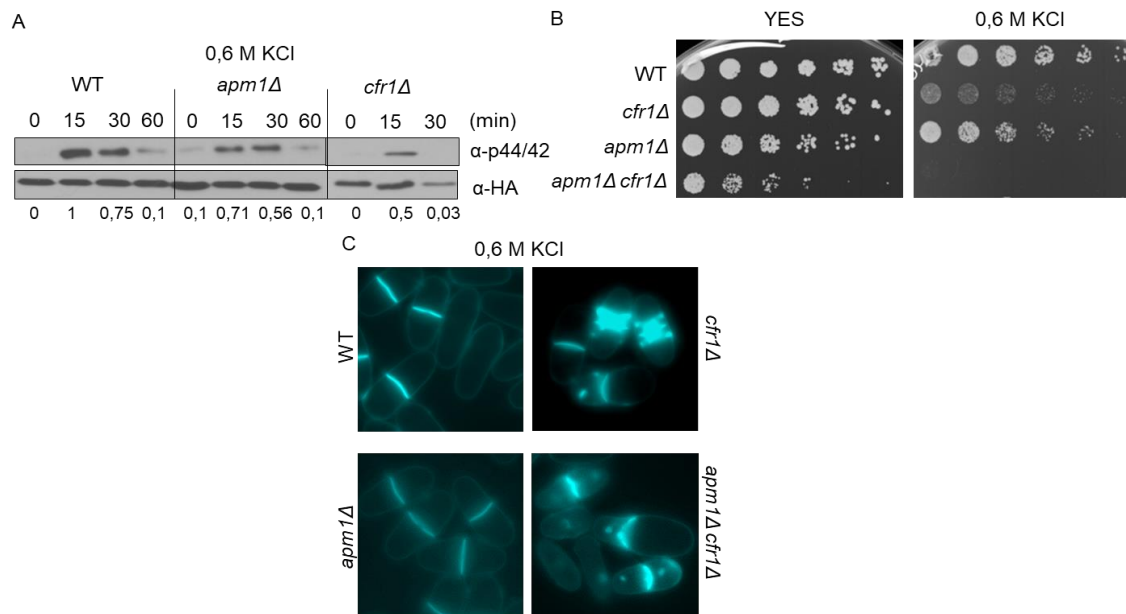 A
0,6 M KCl
WT apm1Δ cfr1Δ
0 15 30 60 0 15 30 60 0 15 30 (min)
α-p44/42
α-HA
0 1 0,75 0,1 0,1 0,71 0,56 0,1 0 0,5 0,03
B
YES 0,6 M KCl
WT
cfr1Δ
apm1Δ
apm1Δ cfr1Δ
C
0,6 M KCl
WT
cfr1Δ
apm1Δ
apm1Δ cfr1Δ